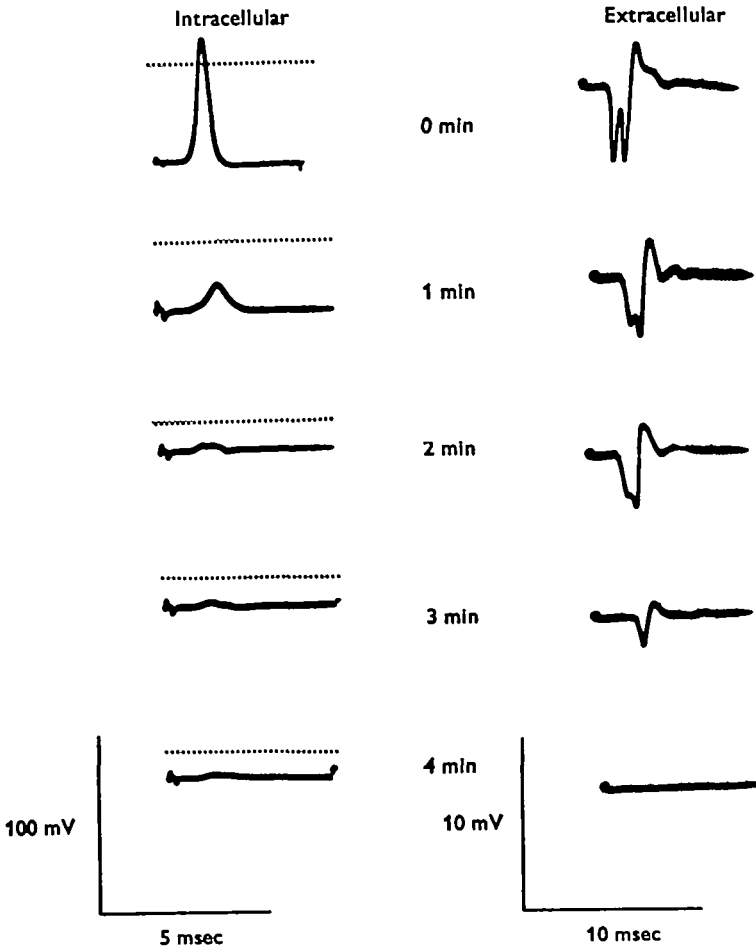 Intracellular
Extracellular
0 min
1 min
2 min
3 min
4 min
100 mV
5 msec
10 mV
10 msec